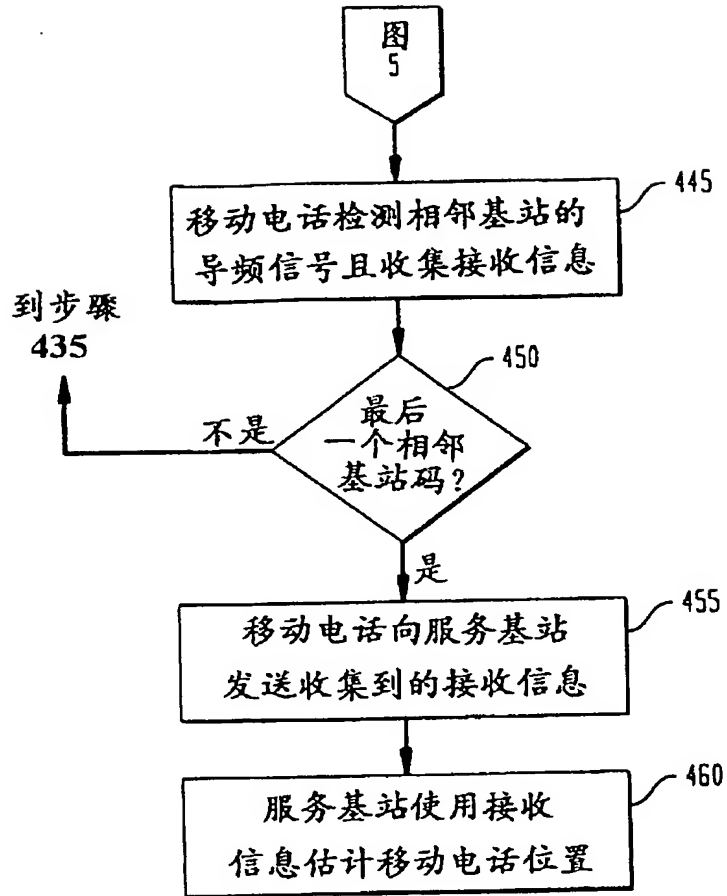 图
5
445
移动电话检测相邻基站的
导频信号且收集接收信息
到步骤
435
450
不是
最后
一个相邻
基站码?
是
455
移动电话向服务基站
发送收集到的接收信息
460
服务基站使用接收
信息估计移动电话位置